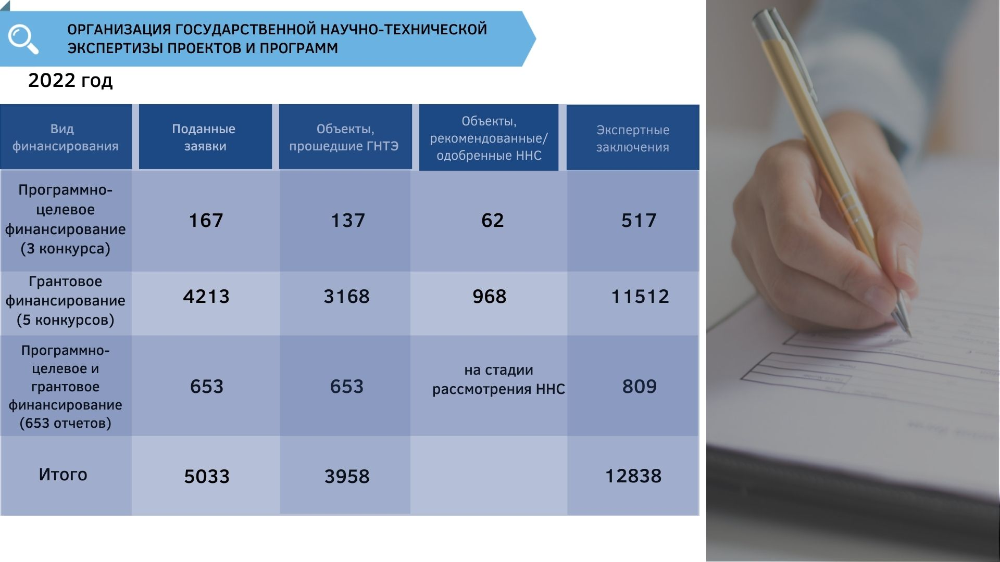 ОРГАНИЗАЦИЯ ГОСУДАРСТВЕННОЙ НАУЧНО-ТЕХНИЧЕСКОЙ
ЭКСПЕРТИЗЫ ПРОЕКТОВ И ПРОГРАММ
2022 год
Вид
финансирования
Поданные
заявки
Объекты,
прошедшие ГНТЭ
Объекты,
рекомендованные/
одобренные ННС
Экспертные
заключения
Программно-
целевое
финансирование
(3 конкурса)
167
137
62
517
Грантовое
финансирование
(5 конкурсов)
4213
3168
968
11512
Программно-
целевое и
грантовое
финансирование
(653 отчетов)
653
653
на стадии
рассмотрения ННС
809
Итого
5033
3958
12838